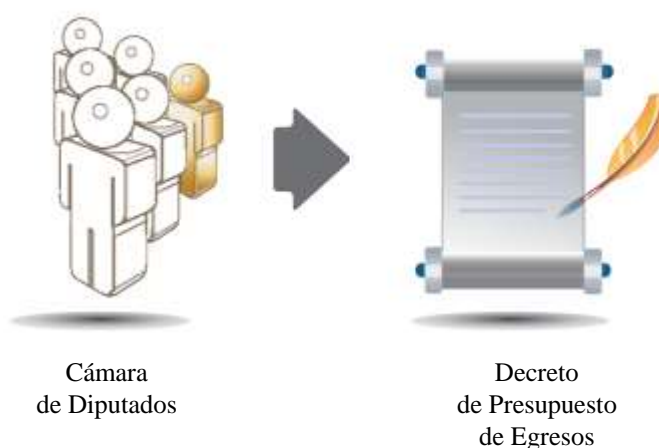 Cámara
de Diputados
Decreto
de Presupuesto
de Egresos